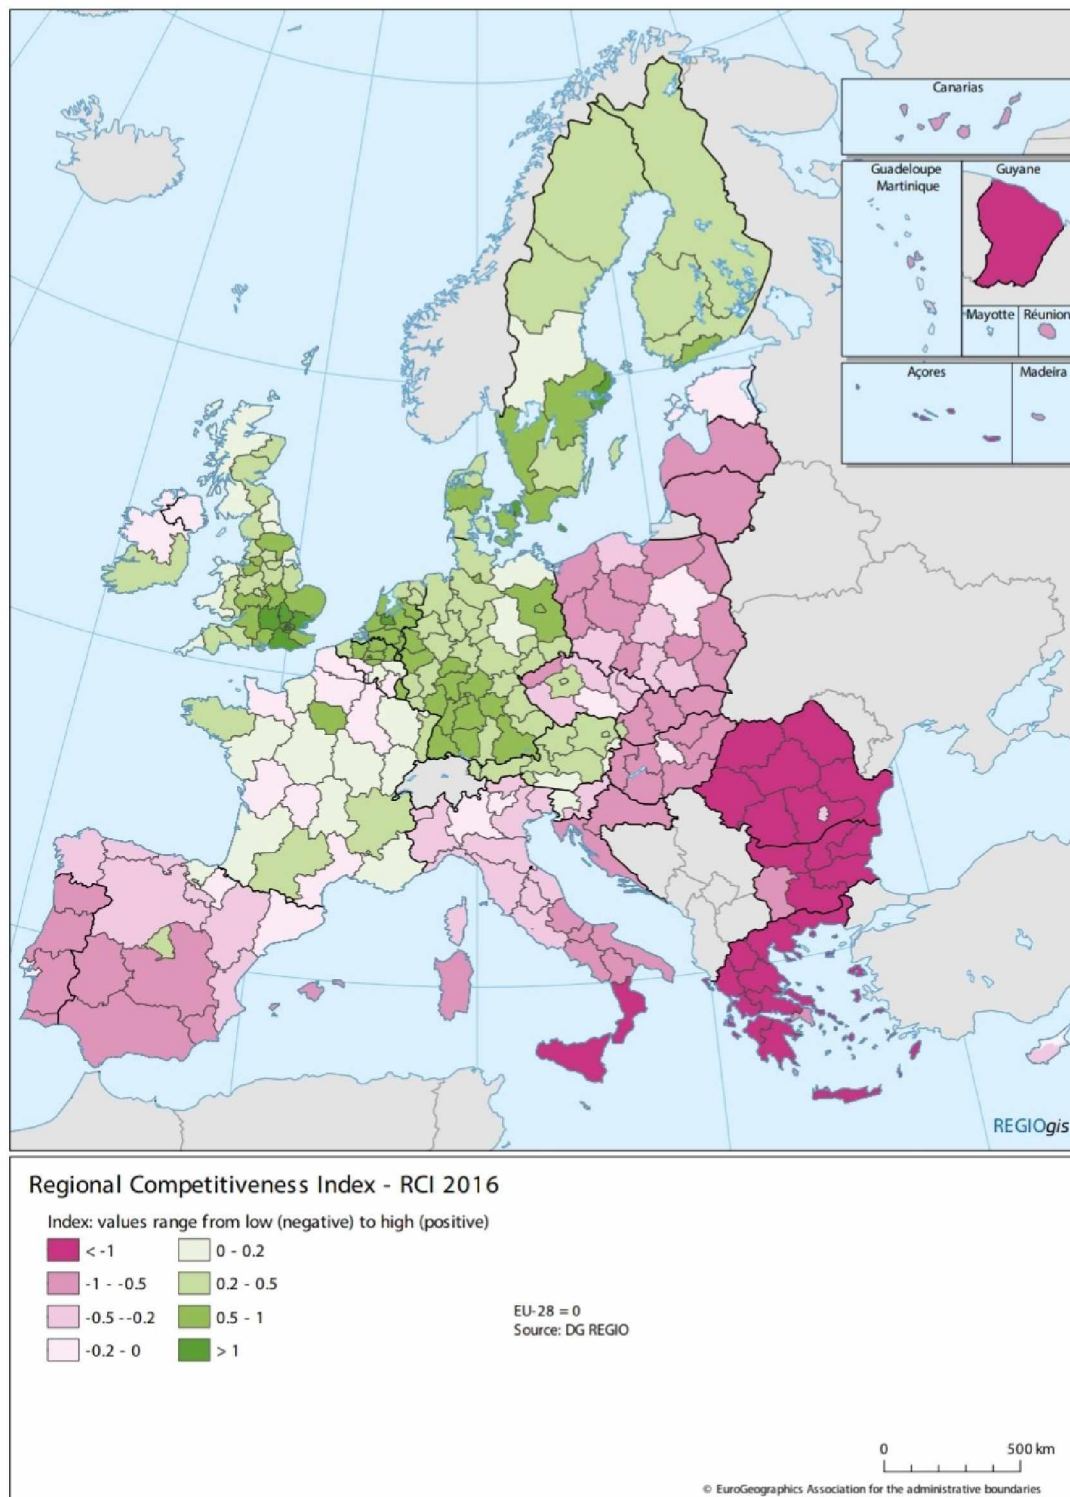 Canarias
Guadeloupe
Martinique
Guyane
Mayotte
Réunion
Açores
Madeira
REGIOgis
Regional Competitiveness Index - RCI 2016
Index: values range from low (negative) to high (positive)
< -1
-1 - -0.5
-0.5 --0.2
-0.2 - 0
0 - 0.2
0.2 - 0.5
0.5 - 1
> 1
EU-28 = 0
Source: DG REGIO
0 500 km
© EuroGeographics Association for the administrative boundaries